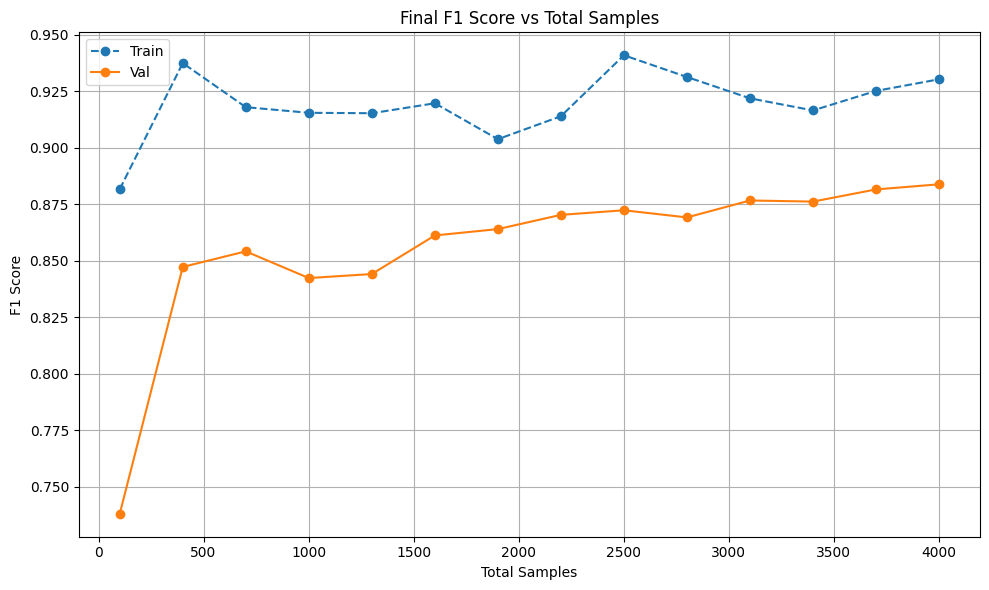 Final F1 Score vs Total Samples
Train
Val
F1 Score
0.950
0.925
0.900
0.875
0.850
0.825
0.800
0.775
0.750
0 500 1000 1500 2000 2500 3000 3500 4000
Total Samples